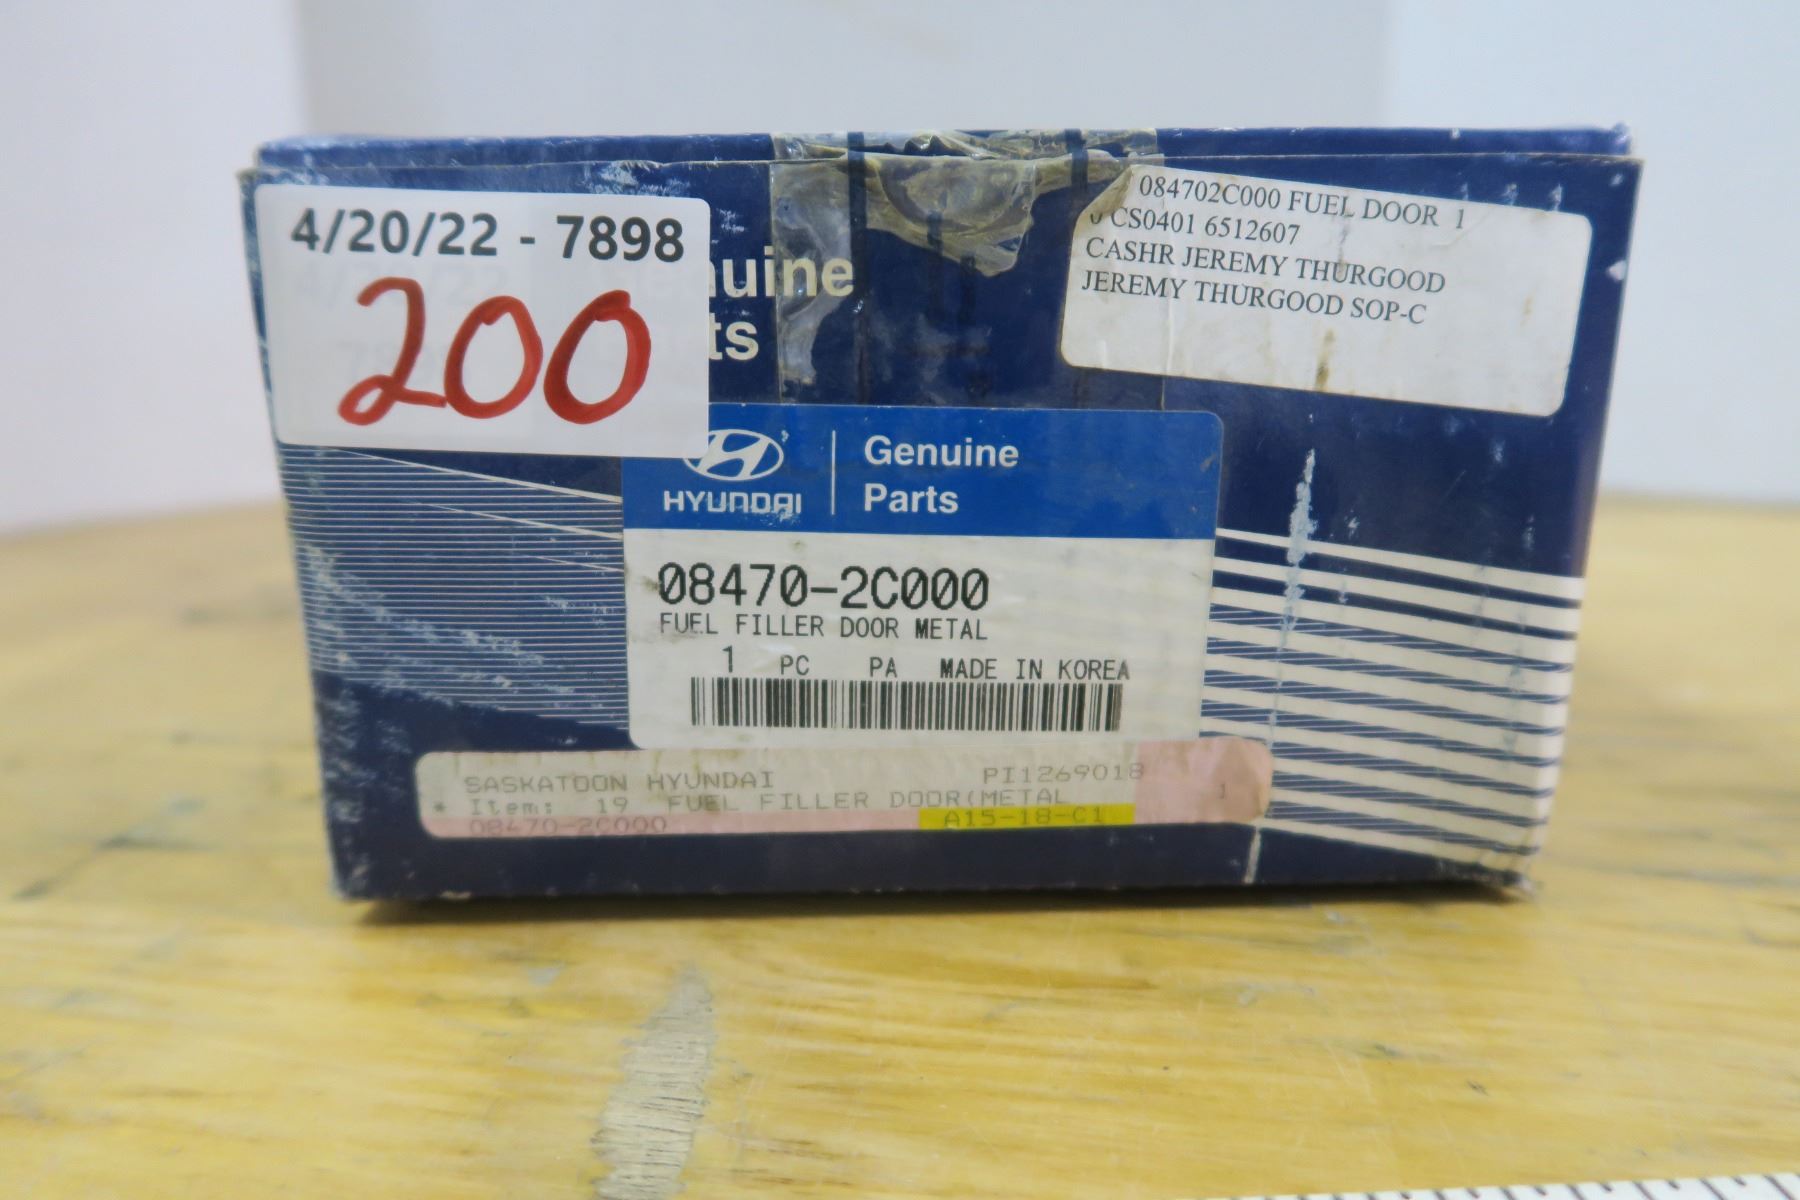 4/20/22 - 7898
200
084702C000 FUEL DOOR 1
0 CS0401 6512607
CASHR JEREMY THURGOOD
JEREMY THURGOOD SOP-C
HYUNDAI
Genuine
Parts
08470-2C000
FUEL FILLER DOOR METAL
1 PC PA MADE IN KOREA
SASKATOON HYUNDAI PI1269018
* Item: 19 FUEL FILLER DOOR(METAL 1
08470-2C000 A15-18-C1